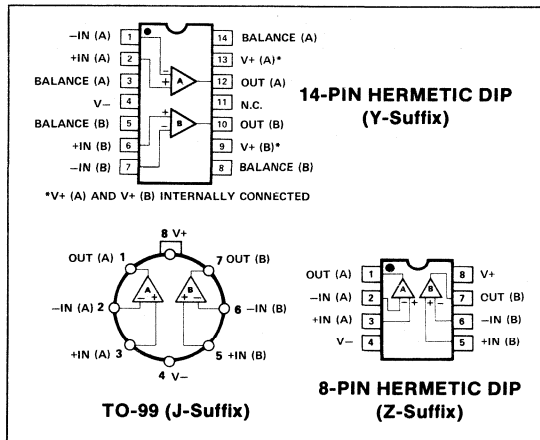 −IN (A) 1 14 BALANCE (A)
+IN (A) 2 13 V+ (A)*
BALANCE (A) 3 − + A 12 OUT (A)
V− 4 11 N.C.
BALANCE (B) 5 10 OUT (B)
+IN (B) 6 + − B 9 V+ (B)*
−IN (B) 7 8 BALANCE (B)
*V+ (A) AND V+ (B) INTERNALLY CONNECTED
14-PIN HERMETIC DIP
(Y-Suffix)
8 V+
OUT (A) 1 7 OUT (B)
A B
−IN (A) 2 − + + − 6 −IN (B)
+IN (A) 3 5 +IN (B)
4 V−
TO-99 (J-Suffix)
OUT (A) 1 8 V+
−IN (A) 2 A B 7 OUT (B)
− + + −
+IN (A) 3 6 −IN (B)
V− 4 5 +IN (B)
8-PIN HERMETIC DIP
(Z-Suffix)